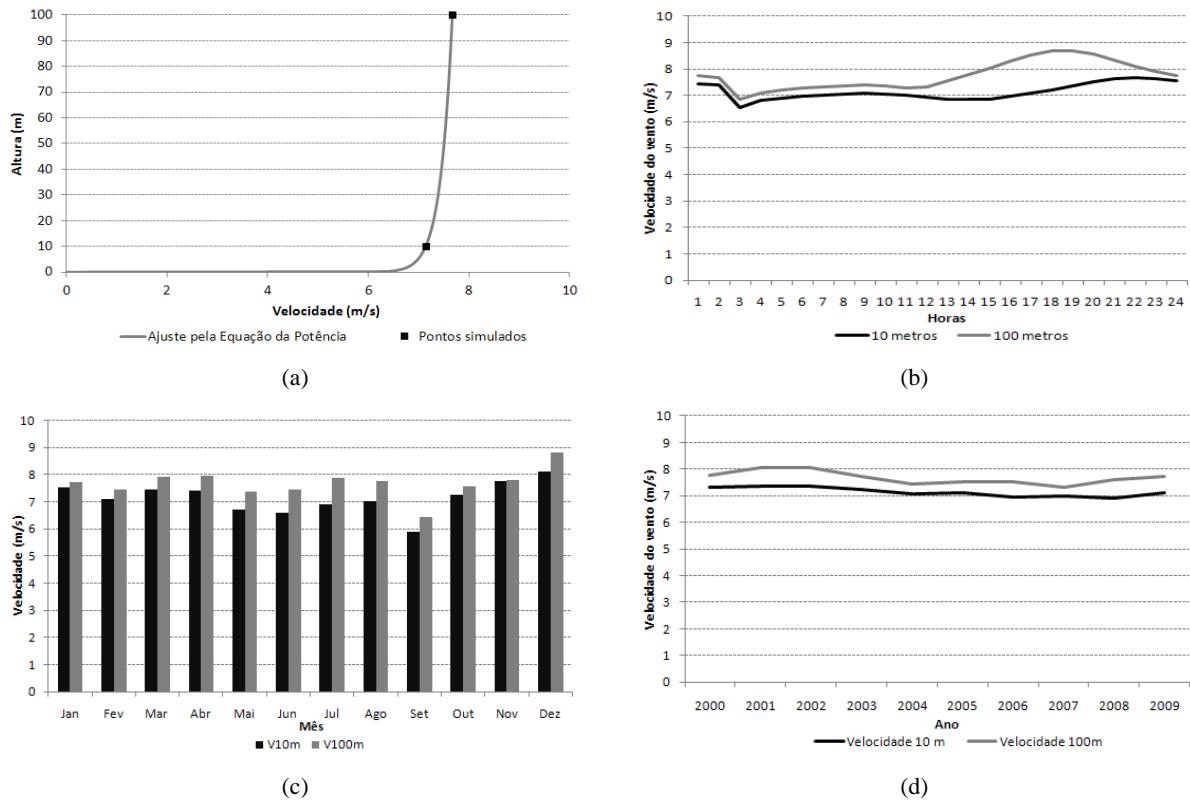 100
90
80
70
60
50
40
30
20
10
0
Altura (m)
0 2 4 6 8 10
Velocidade (m/s)
Ajuste pela Equação da Potência Pontos simulados
(a)
10
9
8
7
6
5
4
3
2
1
0
Velocidade do vento (m/s)
1 2 3 4 5 6 7 8 9 10 11 12 13 14 15 16 17 18 19 20 21 22 23 24
Horas
10 metros 100 metros
(b)
10
9
8
7
6
5
4
3
2
1
0
Velocidade (m/s)
Jan Fev Mar Abr Mai Jun Jul Ago Set Out Nov Dez
Mês
V10m V100m
(c)
10
9
8
7
6
5
4
3
2
1
0
Velocidade do vento (m/s)
2000 2001 2002 2003 2004 2005 2006 2007 2008 2009
Ano
Velocidade 10 m Velocidade 100m
(d)